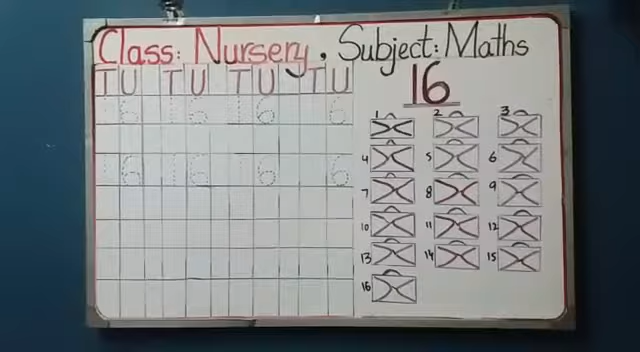 Class: Nursery, Subject: Maths
T U T U T U T U
16
16 16 16 16
16 16 16 16
1 2 3
4 5 6
7 8 9
10 11 12
13 14 15
16